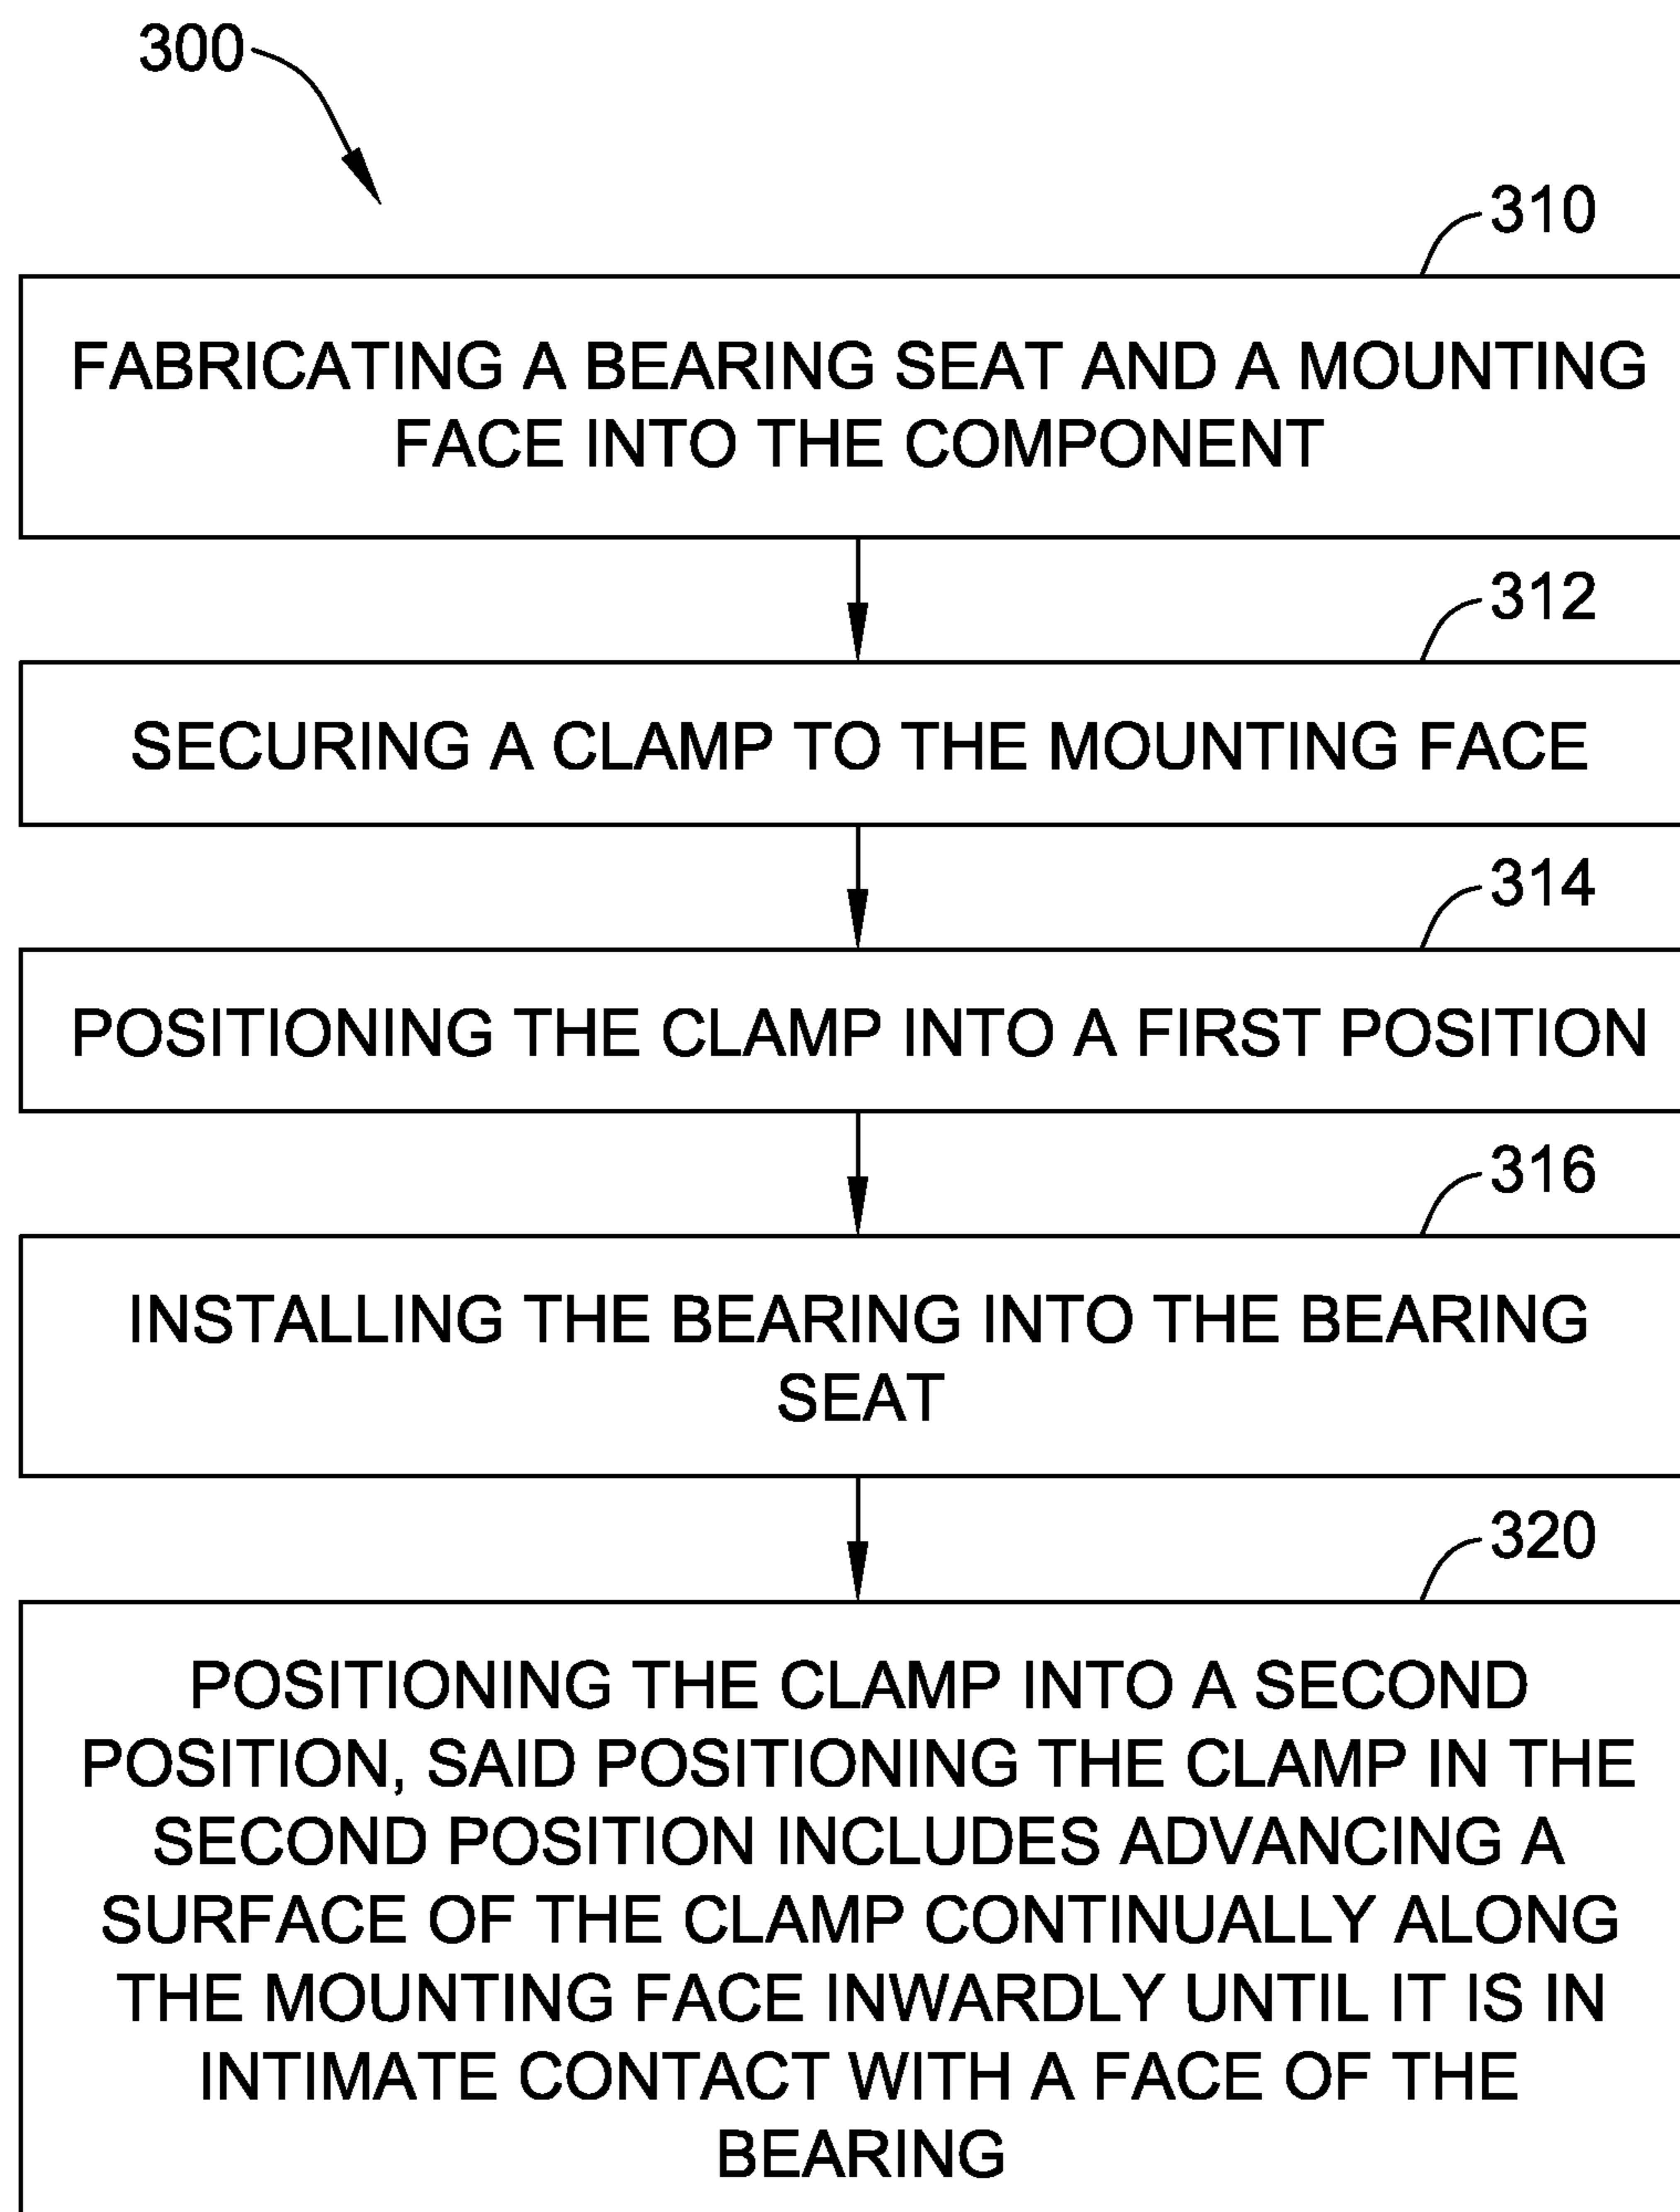 300
310
FABRICATING A BEARING SEAT AND A MOUNTING
FACE INTO THE COMPONENT
312
SECURING A CLAMP TO THE MOUNTING FACE
314
POSITIONING THE CLAMP INTO A FIRST POSITION
316
INSTALLING THE BEARING INTO THE BEARING
SEAT
320
POSITIONING THE CLAMP INTO A SECOND
POSITION, SAID POSITIONING THE CLAMP IN THE
SECOND POSITION INCLUDES ADVANCING A
SURFACE OF THE CLAMP CONTINUALLY ALONG
THE MOUNTING FACE INWARDLY UNTIL IT IS IN
INTIMATE CONTACT WITH A FACE OF THE
BEARING